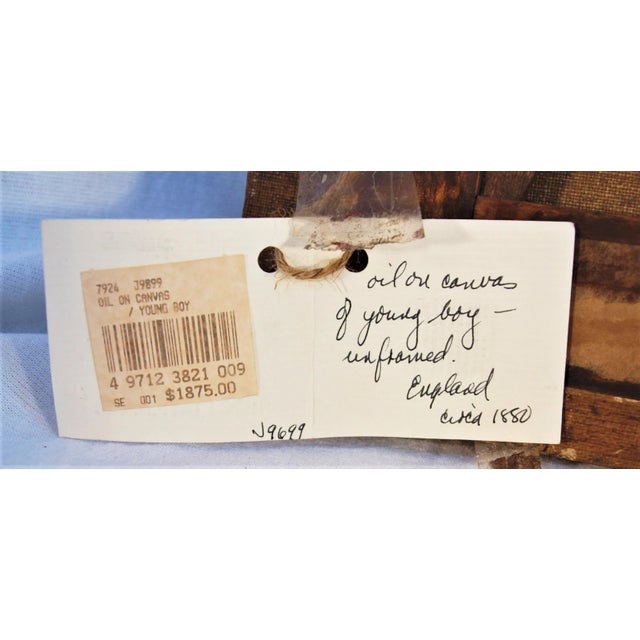 7924 J9899
OIL ON CANVAS
/ YOUNG BOY
4 9712 3821 009
SE 001 $1875.00
J9699
oil on canvas
of young boy –
unframed.
England
circa 1880